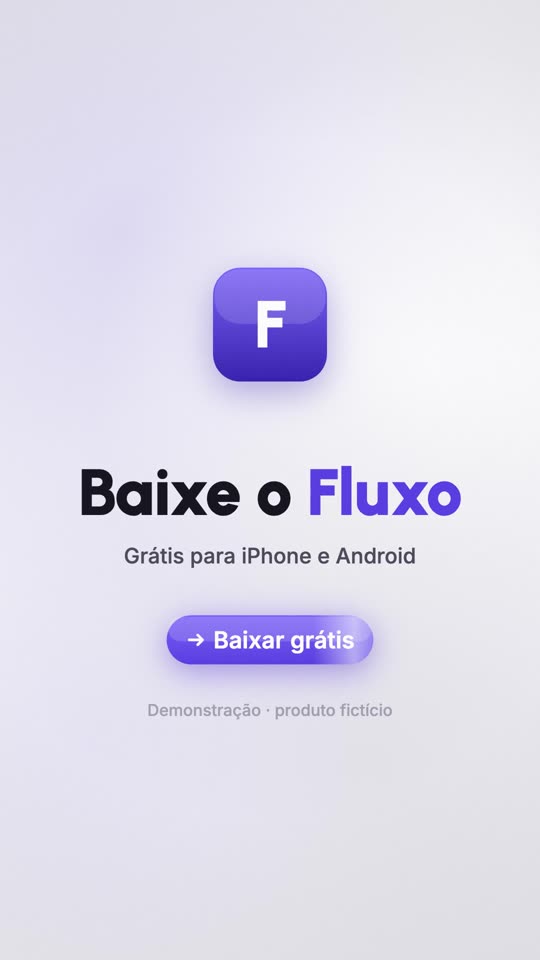 F
Baixe o Fluxo
Grátis para iPhone e Android
→ Baixar grátis
Demonstração · produto fictício